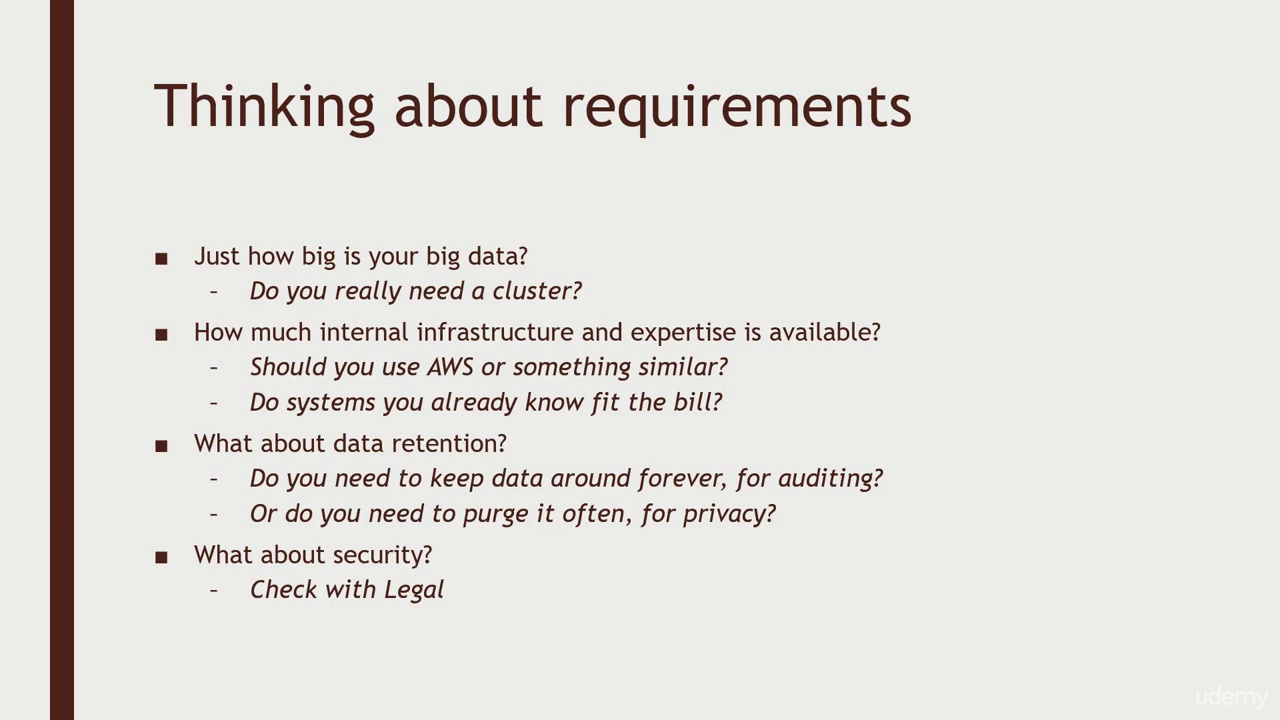 Thinking about requirements
■ Just how big is your big data?
– Do you really need a cluster?
■ How much internal infrastructure and expertise is available?
– Should you use AWS or something similar?
– Do systems you already know fit the bill?
■ What about data retention?
– Do you need to keep data around forever, for auditing?
– Or do you need to purge it often, for privacy?
■ What about security?
– Check with Legal
udemy